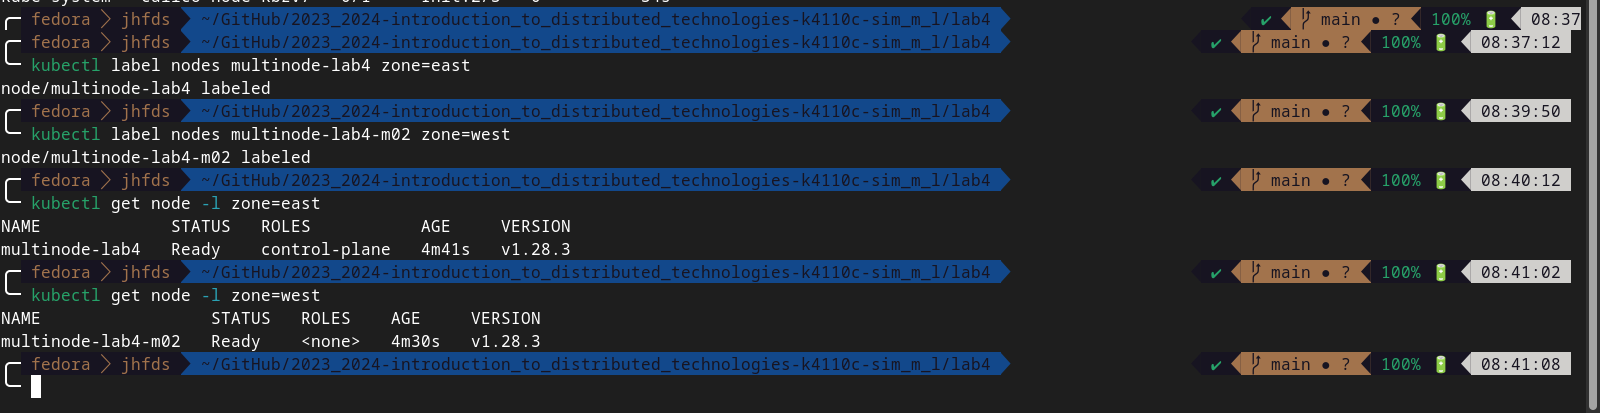 fedora jhfds ~/GitHub/2023_2024-introduction_to_distributed_technologies-k4110c-sim_m_l/lab4 ✔ main ● ? 100% 08:37
fedora jhfds ~/GitHub/2023_2024-introduction_to_distributed_technologies-k4110c-sim_m_l/lab4 ✔ main ● ? 100% 08:37:12
kubectl label nodes multinode-lab4 zone=east
node/multinode-lab4 labeled
fedora jhfds ~/GitHub/2023_2024-introduction_to_distributed_technologies-k4110c-sim_m_l/lab4 ✔ main ● ? 100% 08:39:50
kubectl label nodes multinode-lab4-m02 zone=west
node/multinode-lab4-m02 labeled
fedora jhfds ~/GitHub/2023_2024-introduction_to_distributed_technologies-k4110c-sim_m_l/lab4 ✔ main ● ? 100% 08:40:12
kubectl get node -l zone=east
NAME STATUS ROLES AGE VERSION
multinode-lab4 Ready control-plane 4m41s v1.28.3
fedora jhfds ~/GitHub/2023_2024-introduction_to_distributed_technologies-k4110c-sim_m_l/lab4 ✔ main ● ? 100% 08:41:02
kubectl get node -l zone=west
NAME STATUS ROLES AGE VERSION
multinode-lab4-m02 Ready <none> 4m30s v1.28.3
fedora jhfds ~/GitHub/2023_2024-introduction_to_distributed_technologies-k4110c-sim_m_l/lab4 ✔ main ● ? 100% 08:41:08